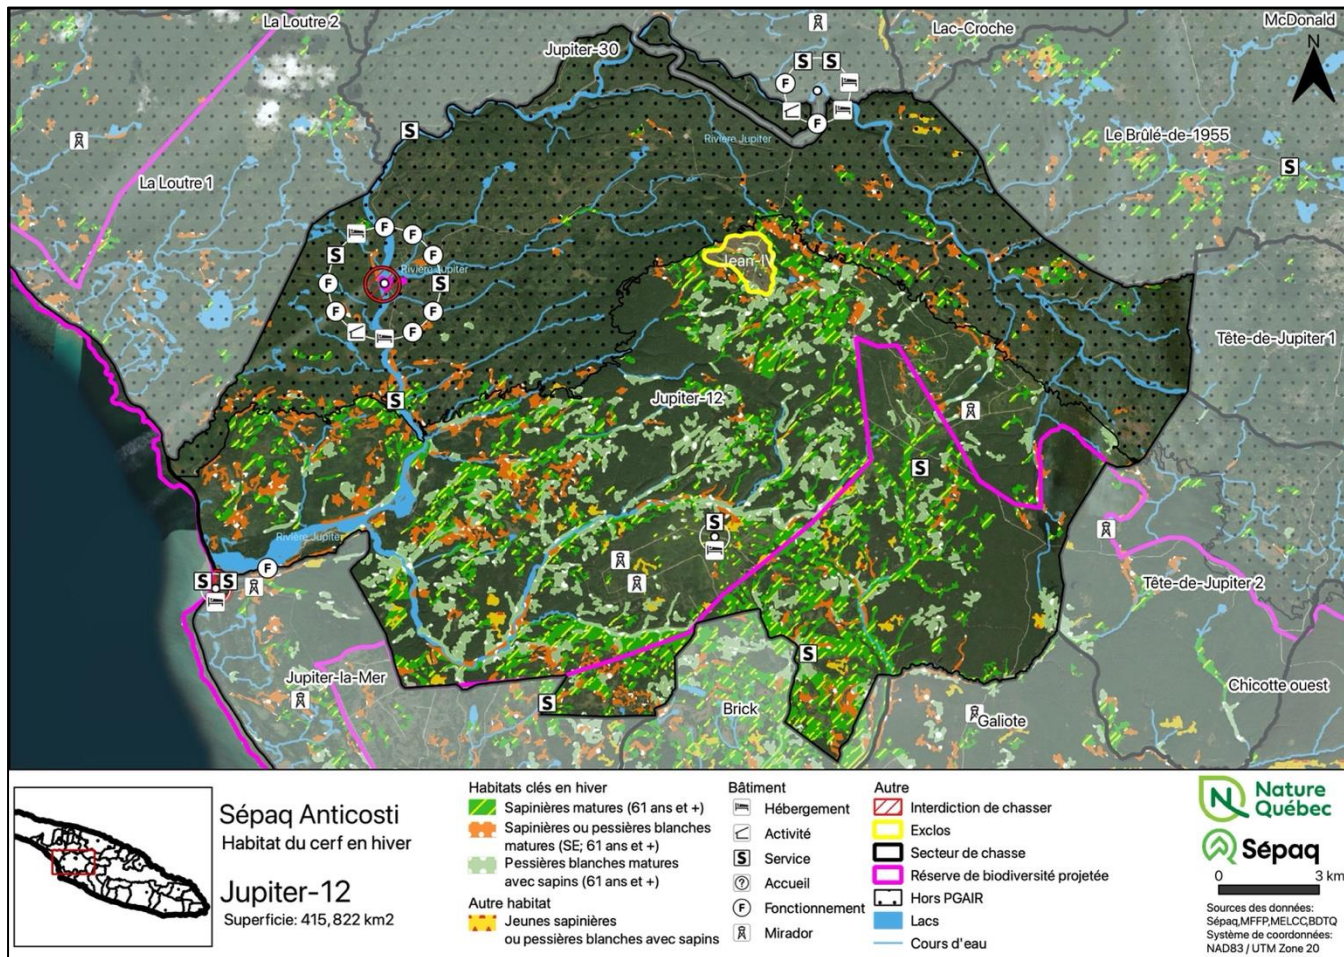 La Loutre 2
Jupiter-30
Lac-Croche
McDonald
N
S
S
F
F
S
Rivière Jupiter
Le Brûlé-de-1955
S
La Loutre 1
F
F
S
F
Jean-IV
F
Rivière Jupiter
S
F
F
F
Tête-de-Jupiter 1
S
Jupiter-12
S
S
Rivière Jupiter
F
S
S
Tête-de-Jupiter 2
S
Jupiter-la-Mer
Chicotte ouest
S
Brick
Galiote
Sépaq Anticosti
Habitat du cerf en hiver
Jupiter-12
Superficie: 415,822 km2
Habitats clés en hiver
Sapinières matures (61 ans et +)
Sapinières ou pessières blanches
matures (SE; 61 ans et +)
Pessières blanches matures
avec sapins (61 ans et +)
Autre habitat
Jeunes sapinières
ou pessières blanches avec sapins
Bâtiment
Hébergement
Activité
S Service
? Accueil
F Fonctionnement
Mirador
Autre
Interdiction de chasser
Exclos
Secteur de chasse
Réserve de biodiversité projetée
Hors PGAIR
Lacs
Cours d'eau
N Nature
Québec
Sépaq
0 3 km
Sources des données:
Sépaq,MFFP,MELCC,BDTQ
Système de coordonnées:
NAD83 / UTM Zone 20